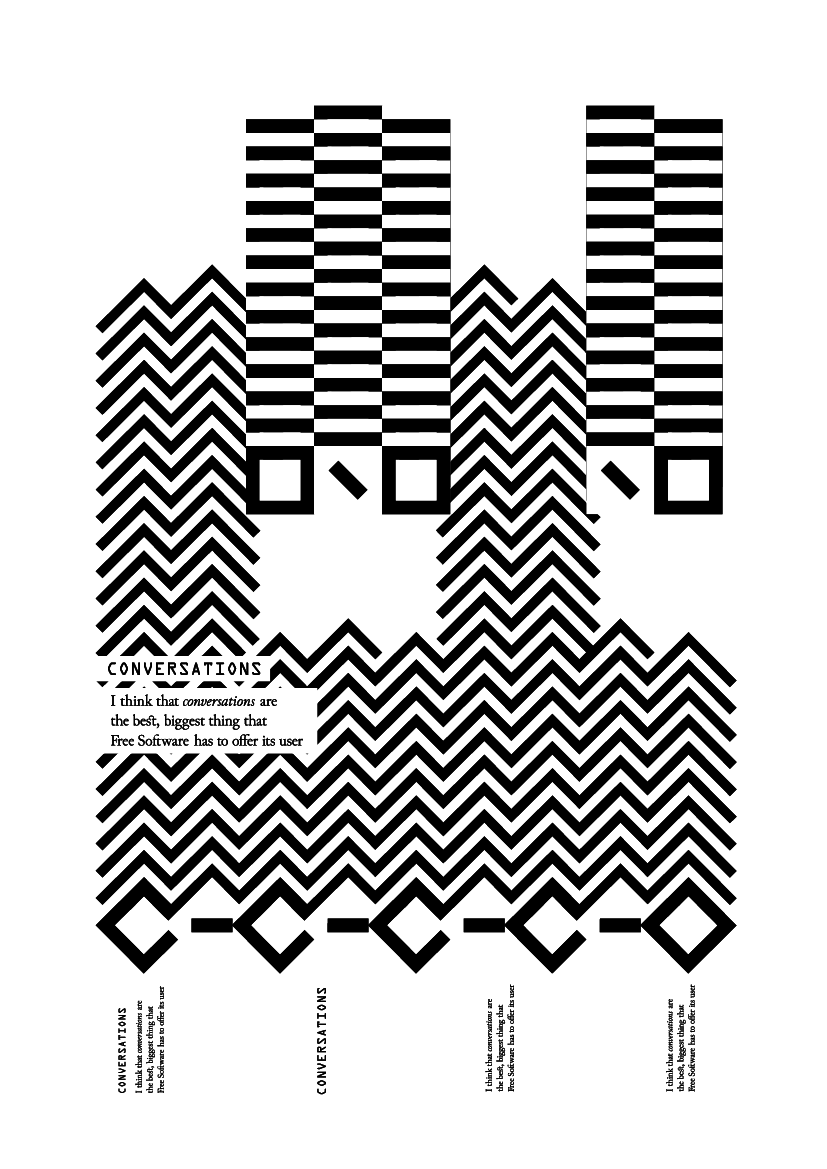 CONVERSATIONS
I think that conversations are
the best, biggest thing that
Free Software has to offer its user
CONVERSATIONS
I think that conversations are
the best, biggest thing that
Free Software has to offer its user
CONVERSATIONS
I think that conversations are
the best, biggest thing that
Free Software has to offer its user
I think that conversations are
the best, biggest thing that
Free Software has to offer its user